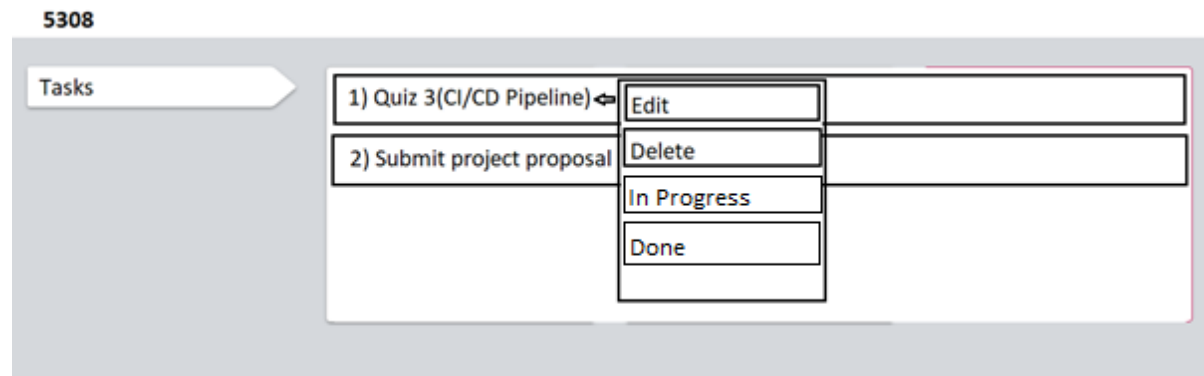 5308
Tasks
1) Quiz 3(CI/CD Pipeline)
Edit
2) Submit project proposal
Delete
In Progress
Done